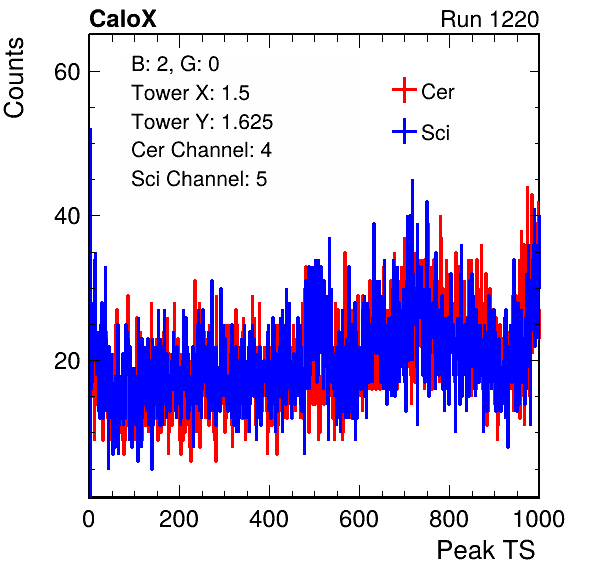 CaloX Run 1220
Counts
60
40
20
B: 2, G: 0
Tower X: 1.5
Tower Y: 1.625
Cer Channel: 4
Sci Channel: 5
Cer
Sci
0 200 400 600 800 1000
Peak TS